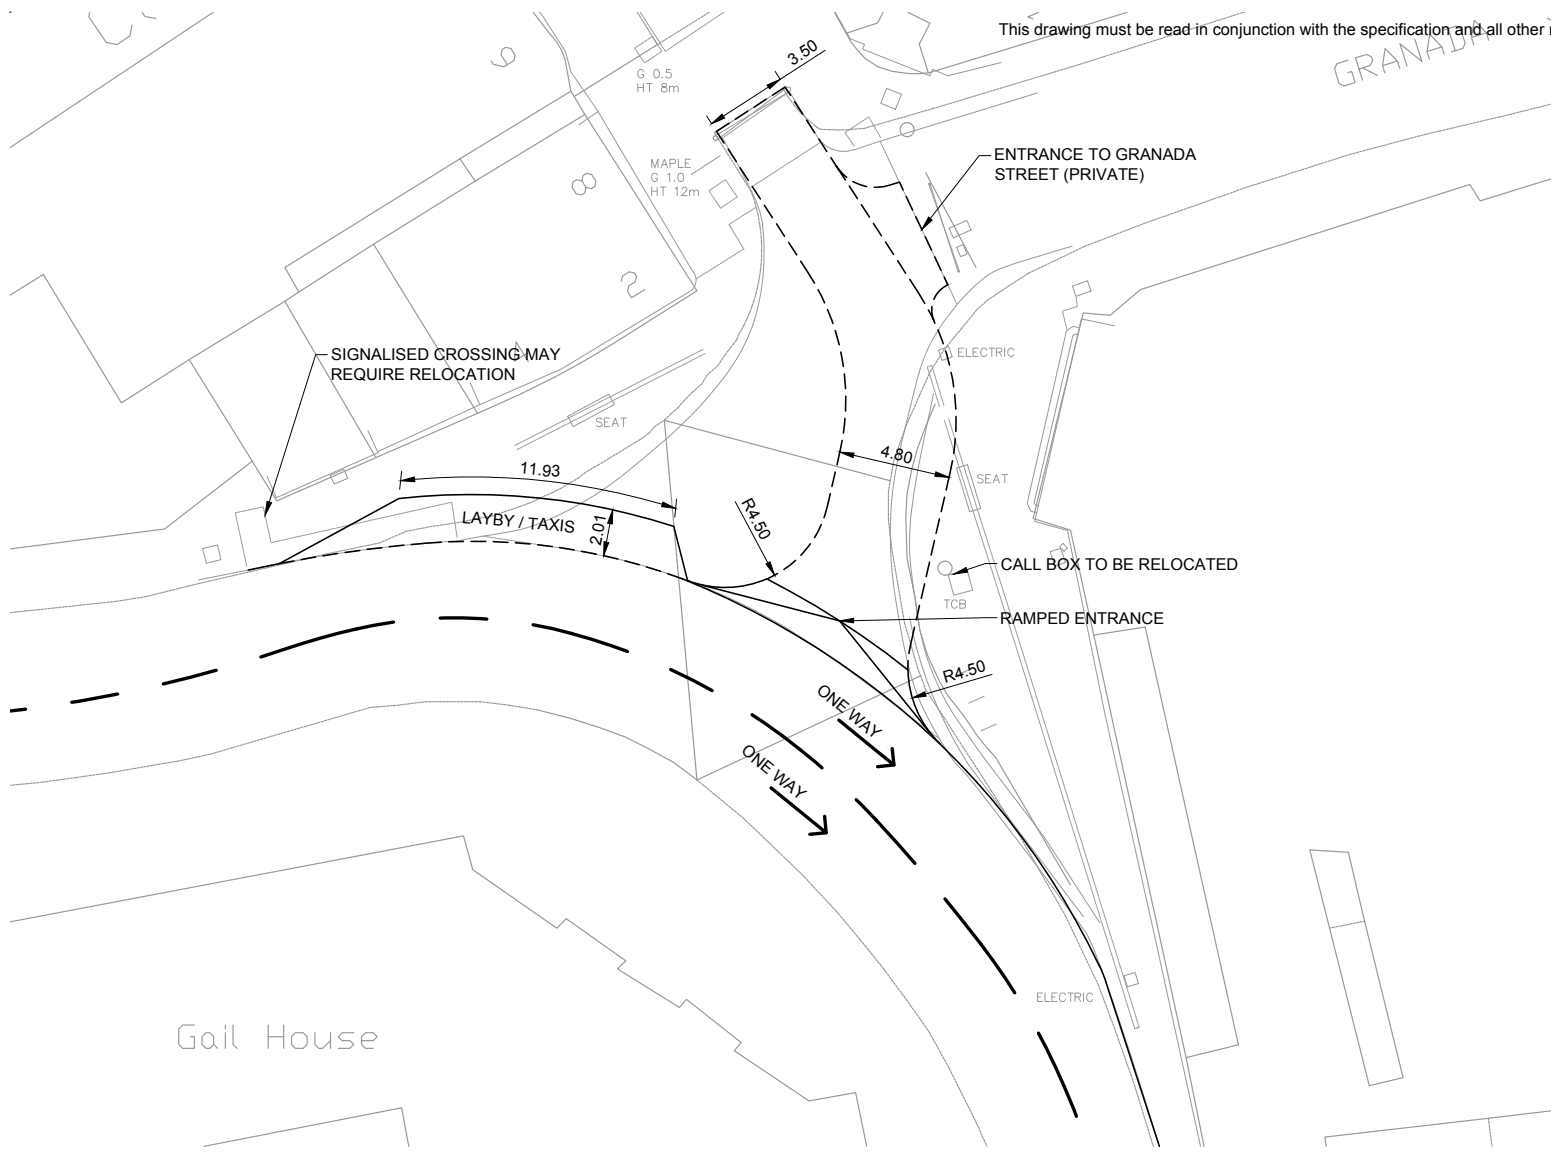 This drawing must be read in conjunction with the specification and all other
GRANADA
3.50
9
G 0.5
HT 8m
MAPLE
G 1.0
HT 12m
ENTRANCE TO GRANADA
STREET (PRIVATE)
8
2
SIGNALISED CROSSING MAY
REQUIRE RELOCATION
ELECTRIC
SEAT
11.93
4.80
SEAT
LAYBY / TAXIS
2.01
R4.50
CALL BOX TO BE RELOCATED
TCB
RAMPED ENTRANCE
R4.50
ONE WAY
ONE WAY
ELECTRIC
Gail House